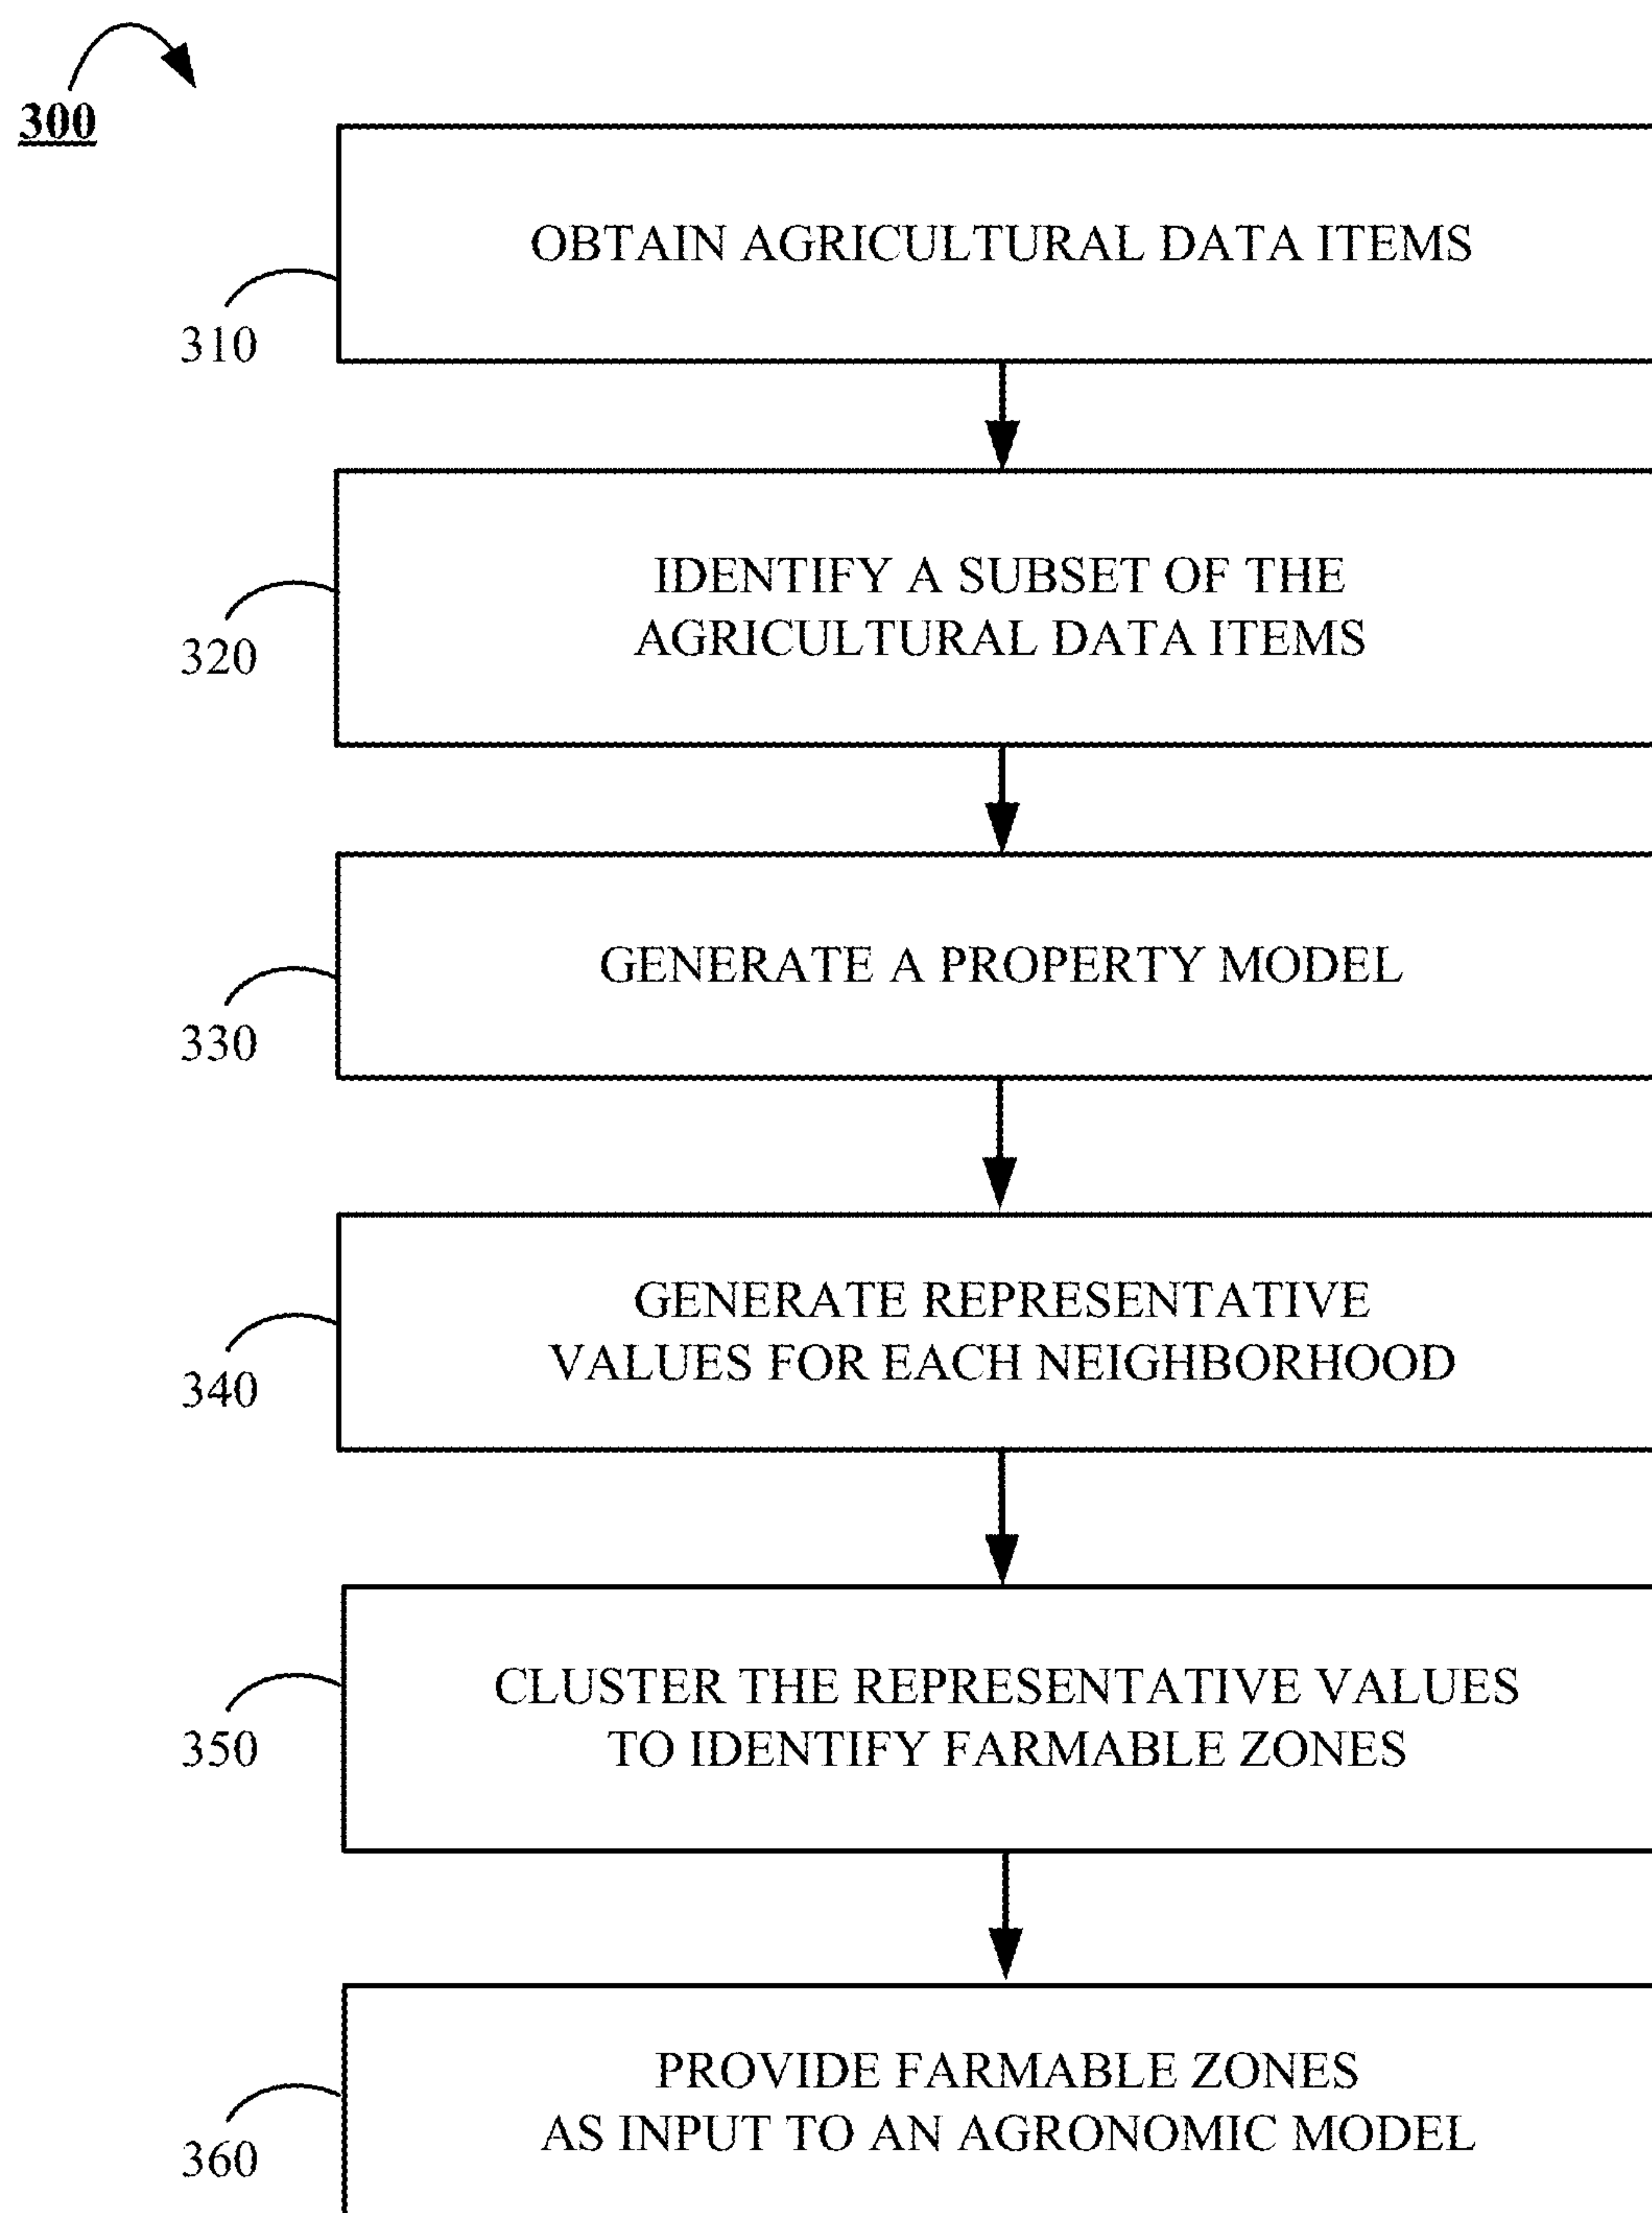 300
OBTAIN AGRICULTURAL DATA ITEMS
310
IDENTIFY A SUBSET OF THE
AGRICULTURAL DATA ITEMS
320
GENERATE A PROPERTY MODEL
330
GENERATE REPRESENTATIVE
VALUES FOR EACH NEIGHBORHOOD
340
CLUSTER THE REPRESENTATIVE VALUES
TO IDENTIFY FARMABLE ZONES
350
PROVIDE FARMABLE ZONES
AS INPUT TO AN AGRONOMIC MODEL
360